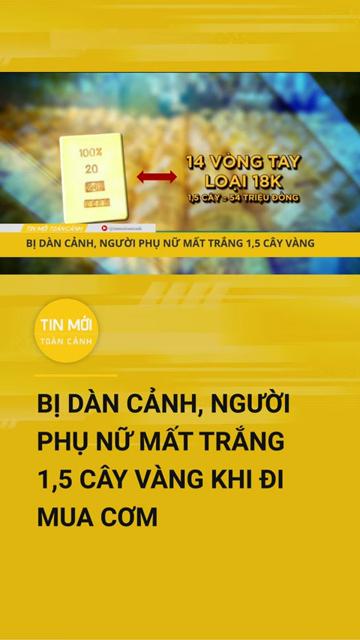 100%
20
14 VÒNG TAY
LOẠI 18K
1,5 CÂY = 54 TRIỆU ĐỒNG
TIN MỚI TOÀN CẢNH
BỊ DÀN CẢNH, NGƯỜI PHỤ NỮ MẤT TRẮNG 1,5 CÂY VÀNG
TIN MỚI
TOÀN CẢNH
BỊ DÀN CẢNH, NGƯỜI
PHỤ NỮ MẤT TRẮNG
1,5 CÂY VÀNG KHI ĐI
MUA CƠM